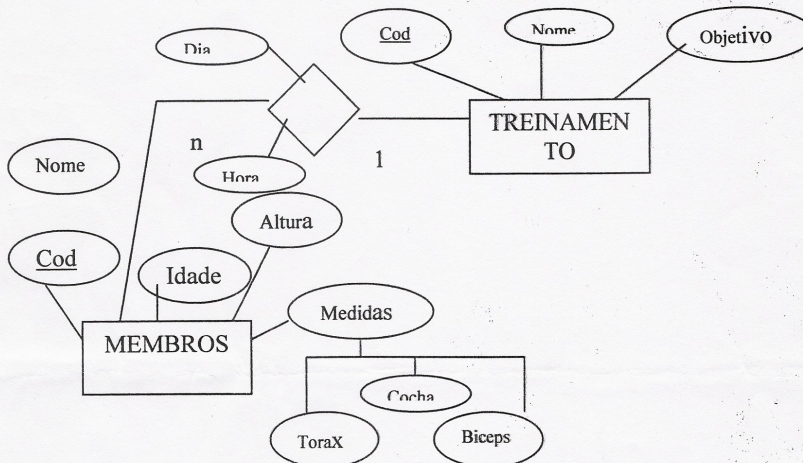 Dia
Cod
Nome
Objetivo
TREINAMEN
TO
n
1
Nome
Hora
Altura
Cod
Idade
Medidas
MEMBROS
Cocha
ToraX
Biceps